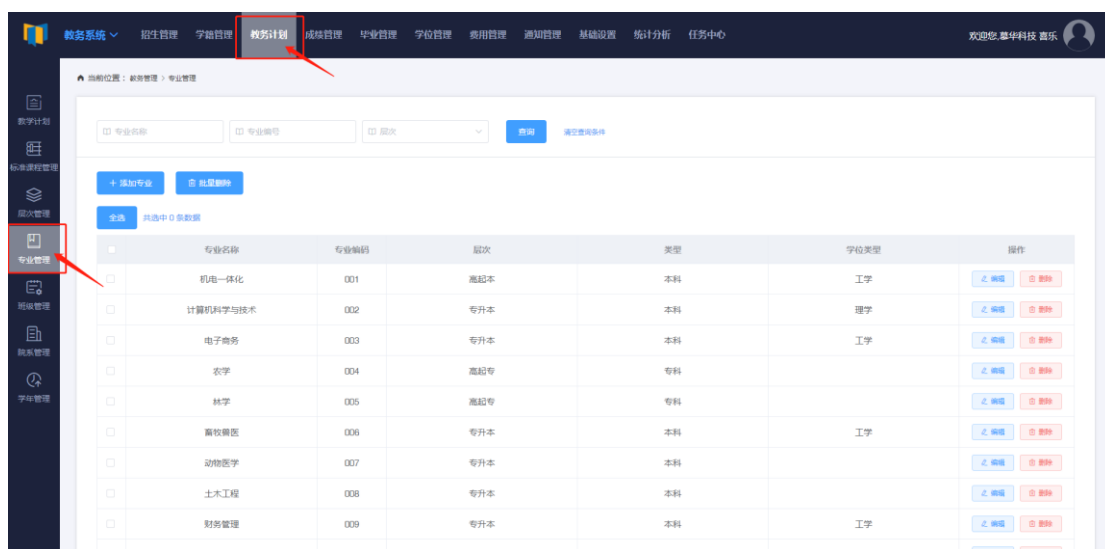 教务系统 招生管理 学籍管理 教务计划 成绩管理 毕业管理 学位管理 费用管理 通知管理 基础设置 统计分析 任务中心 欢迎您,慕华科技 喜乐
当前位置： 教务管理 > 专业管理
教学计划
标准课程管理
层次管理
专业管理
班级管理
院系管理
学年管理
专业名称 专业编号 层次 查询 清空查询条件
+ 添加专业 批量删除
全选 共选中 0 条数据
专业名称 专业编码 层次 类型 学位类型 操作
机电一体化 001 高起本 本科 工学 编辑 删除
计算机科学与技术 002 专升本 本科 理学 编辑 删除
电子商务 003 专升本 本科 工学 编辑 删除
农学 004 高起专 专科 编辑 删除
林学 005 高起专 专科 编辑 删除
畜牧兽医 006 专升本 本科 工学 编辑 删除
动物医学 007 专升本 本科 编辑 删除
土木工程 008 专升本 本科 编辑 删除
财务管理 009 专升本 本科 工学 编辑 删除